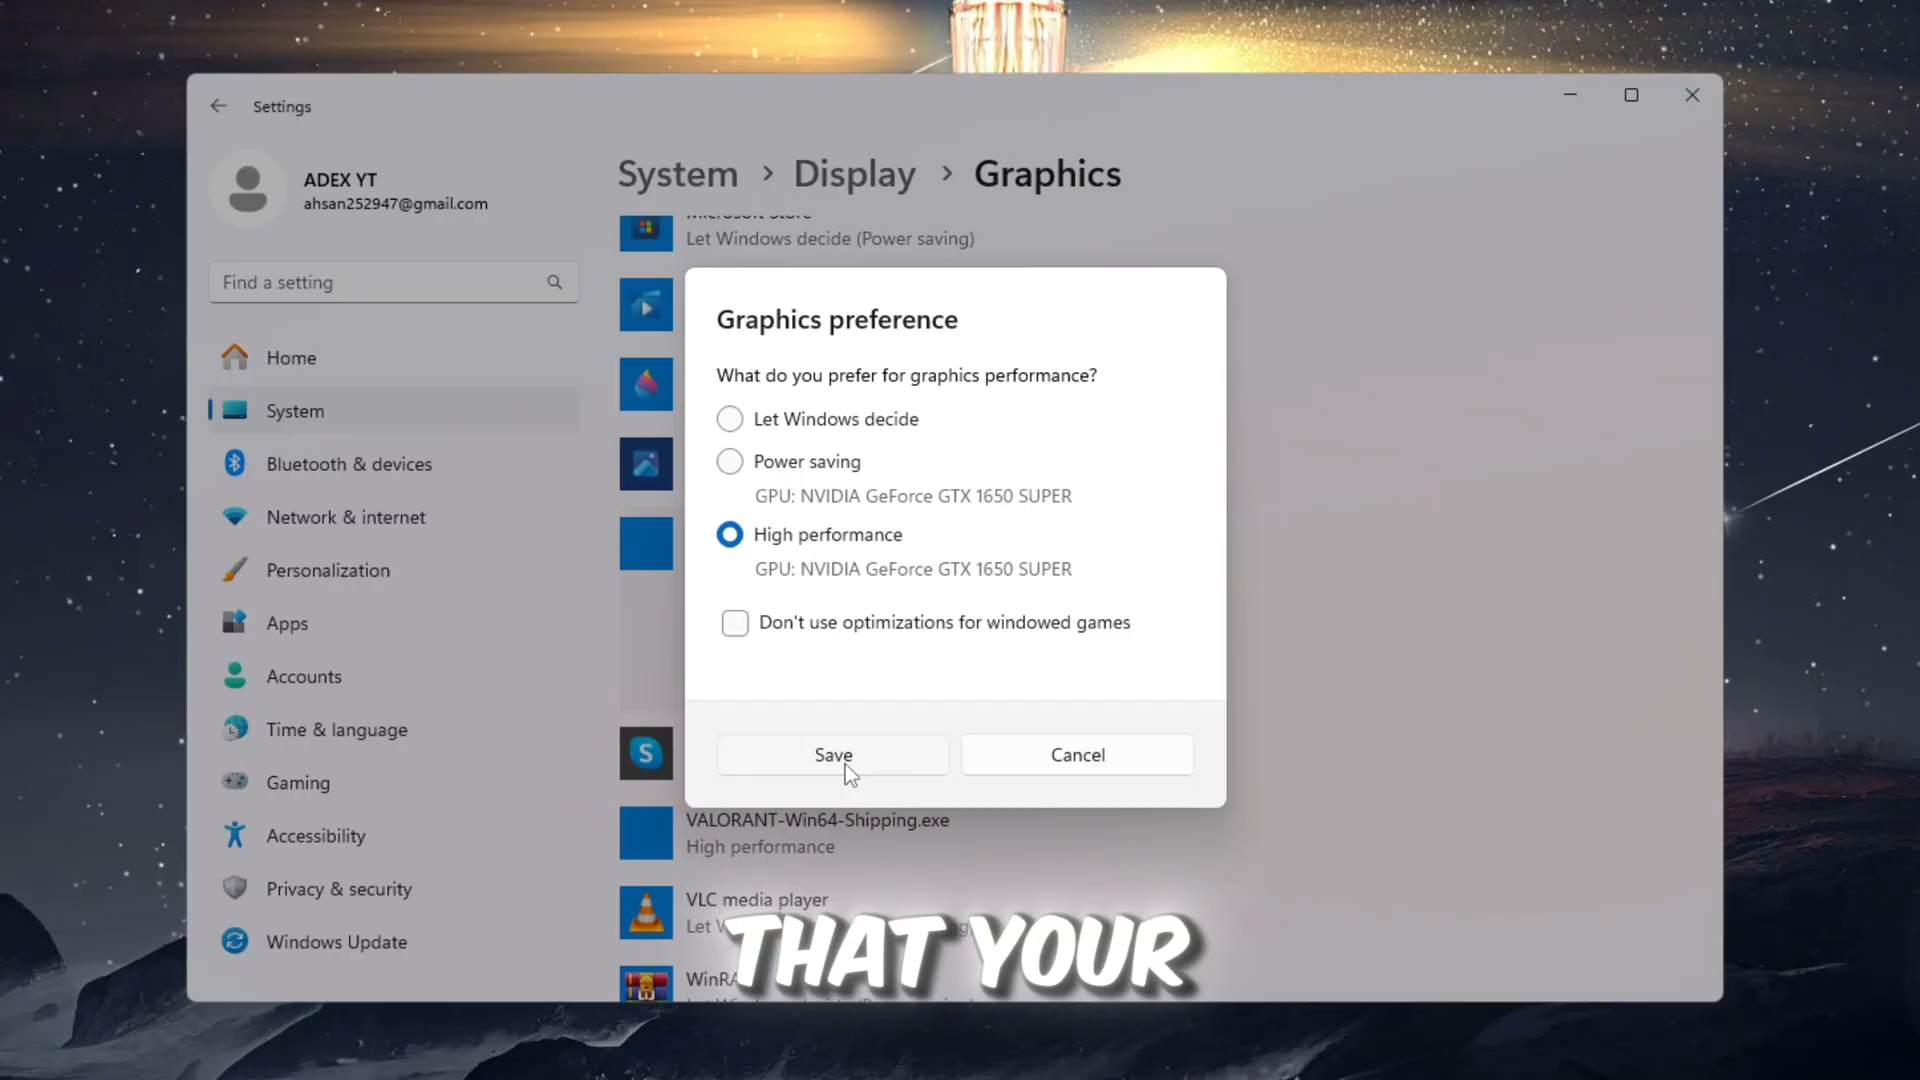 Settings
ADEX YT
ahsan252947@gmail.com
Find a setting
Home
System
Bluetooth & devices
Network & internet
Personalization
Apps
Accounts
Time & language
Gaming
Accessibility
Privacy & security
Windows Update
System > Display > Graphics
Microsoft Store
Let Windows decide (Power saving)
Graphics preference
What do you prefer for graphics performance?
Let Windows decide
Power saving
GPU: NVIDIA GeForce GTX 1650 SUPER
High performance
GPU: NVIDIA GeForce GTX 1650 SUPER
Don't use optimizations for windowed games
Save Cancel
VALORANT-Win64-Shipping.exe
High performance
VLC media player
THAT YOUR